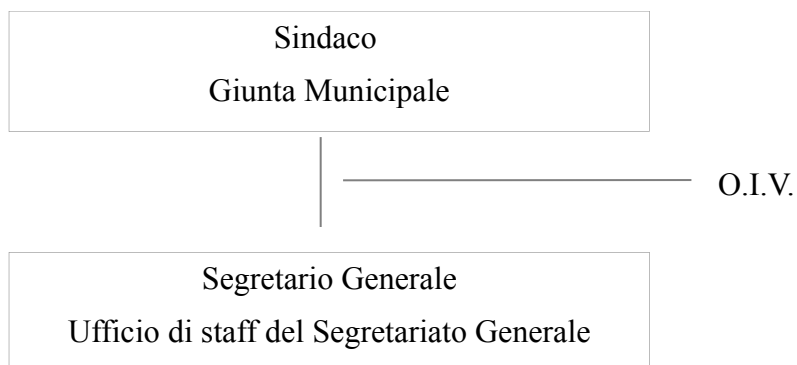 Sindaco
Giunta Municipale
O.I.V.
Segretario Generale
Ufficio di staff del Segretariato Generale